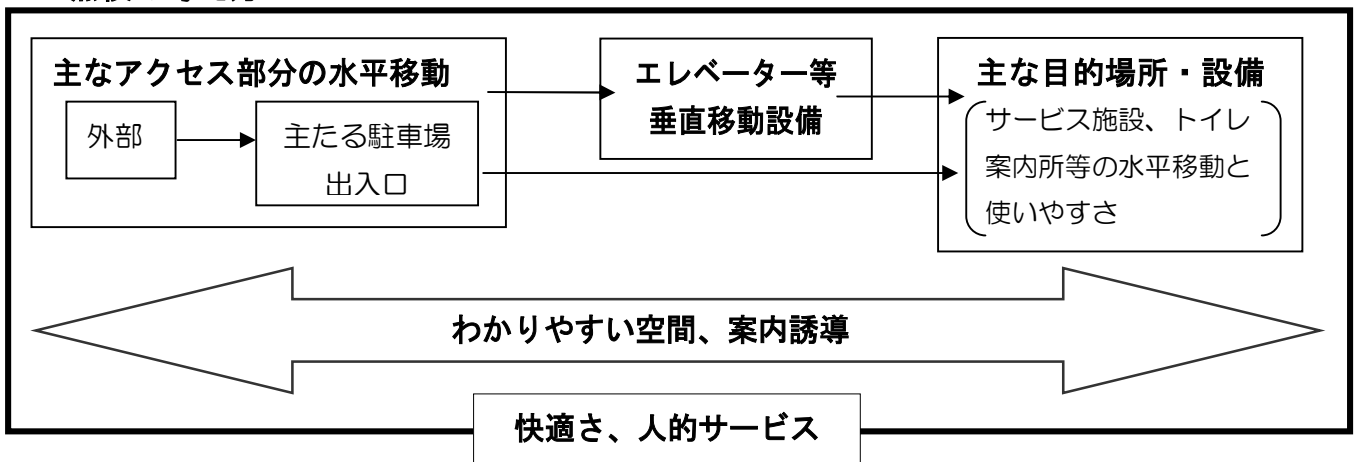 主なアクセス部分の水平移動
外部
主たる駐車場
出入口
エレベーター等
垂直移動設備
主な目的場所・設備
サービス施設、トイレ
案内所等の水平移動と
使いやすさ
わかりやすい空間、案内誘導
快適さ、人的サービス